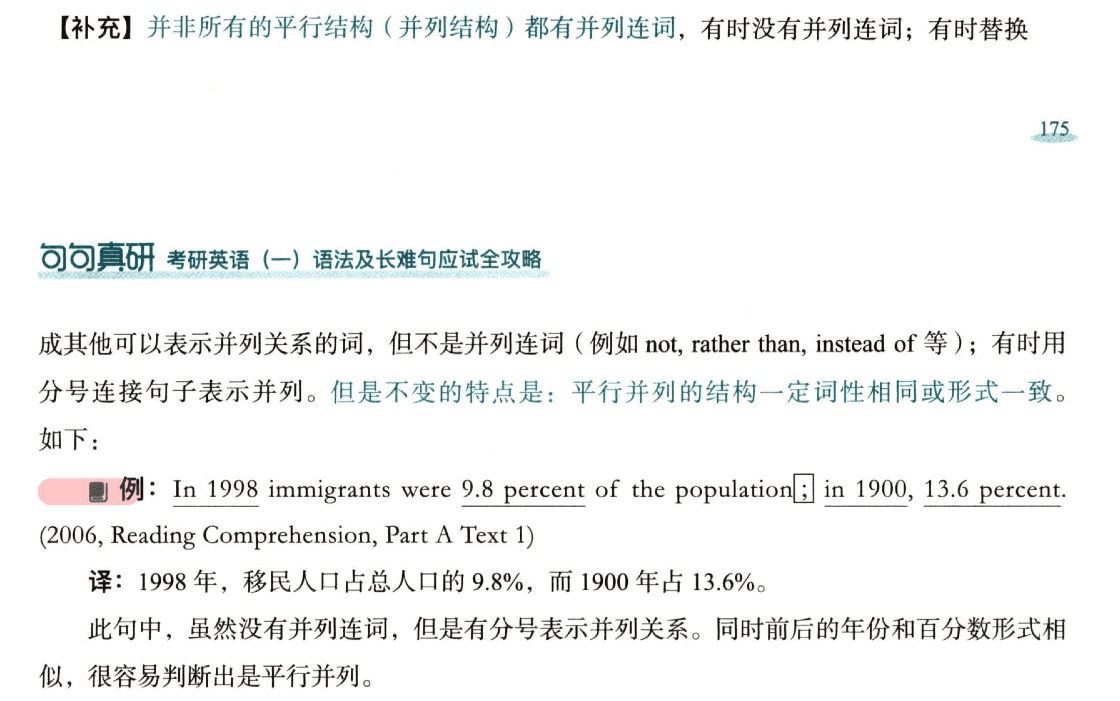 【补充】并非所有的平行结构（并列结构）都有并列连词，有时没有并列连词；有时替换
175
句句真研 考研英语（一）语法及长难句应试全攻略
成其他可以表示并列关系的词，但不是并列连词（例如 not, rather than, instead of 等）；有时用
分号连接句子表示并列。但是不变的特点是：平行并列的结构一定词性相同或形式一致。
如下：
例：In 1998 immigrants were 9.8 percent of the population; in 1900, 13.6 percent.
(2006, Reading Comprehension, Part A Text 1)
译：1998 年，移民人口占总人口的 9.8%，而 1900 年占 13.6%。
此句中，虽然没有并列连词，但是有分号表示并列关系。同时前后的年份和百分数形式相
似，很容易判断出是平行并列。